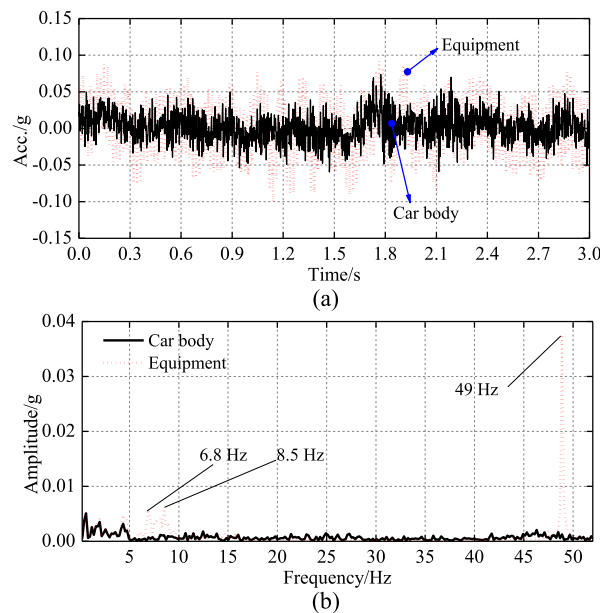 0.15
0.10
0.05
0.00
-0.05
-0.10
-0.15
Acc./g
Equipment
Car body
0.0 0.3 0.6 0.9 1.2 1.5 1.8 2.1 2.4 2.7 3.0
Time/s
(a)
0.04
0.03
0.02
0.01
0.00
Amplitude/g
Car body
Equipment
49 Hz
6.8 Hz
8.5 Hz
5 10 15 20 25 30 35 40 45 50
Frequency/Hz
(b)